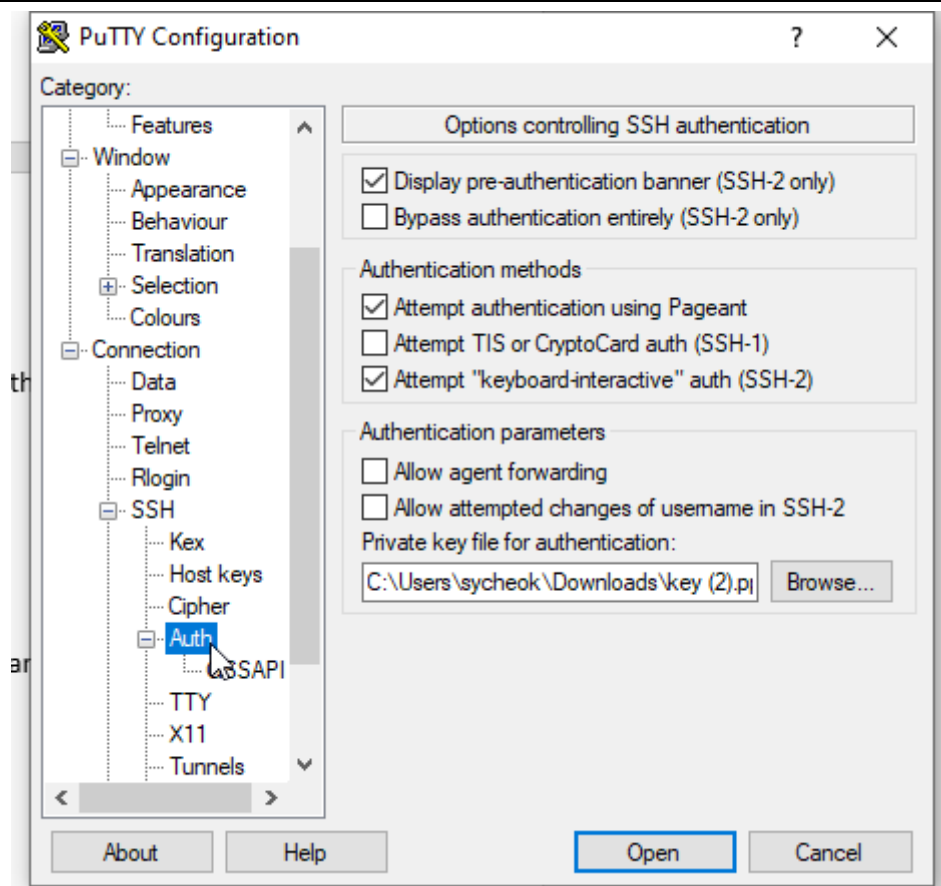 PuTTY Configuration
?
Category:
Features
Window
Appearance
Behaviour
Translation
Selection
Colours
Connection
Data
Proxy
Telnet
Rlogin
SSH
Kex
Host keys
Cipher
Auth
TTY
X11
Tunnels
Options controlling SSH authentication
Display pre-authentication banner (SSH-2 only)
Bypass authentication entirely (SSH-2 only)
Authentication methods
Attempt authentication using Pageant
Attempt TIS or CryptoCard auth (SSH-1)
Attempt "keyboard-interactive" auth (SSH-2)
Authentication parameters
Allow agent forwarding
Allow attempted changes of username in SSH-2
Private key file for authentication:
C:\Users\sycheok\Downloads\key (2).p
Browse...
About
Help
Open
Cancel
th
ar